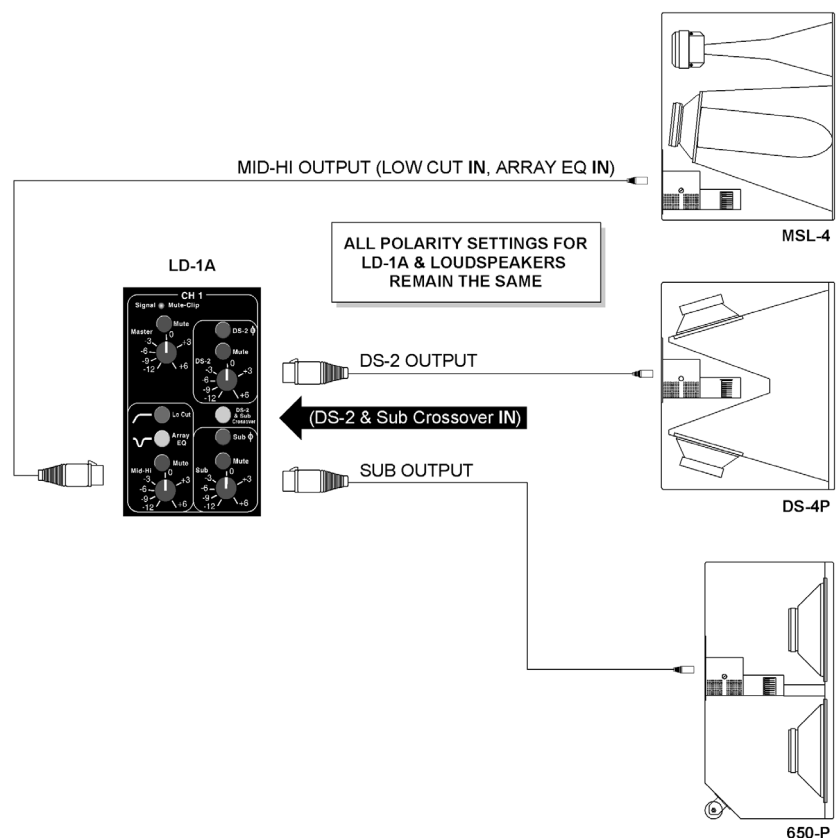 MID-HI OUTPUT (LOW CUT IN, ARRAY EQ IN)
MSL-4
ALL POLARITY SETTINGS FOR
LD-1A & LOUDSPEAKERS
REMAIN THE SAME
LD-1A
CH 1
Signal Mute-Clip
Master
Mute
0
-3
+3
-6
-9
-12
+6
DS-2 ϕ
Mute
DS-2
0
-3
+3
-6
-9
-12
+6
Lo Cut
Array
EQ
DS-2
& Sub
Crossover
Sub ϕ
Mid-Hi
Mute
0
-3
+3
-6
-9
-12
+6
Sub
Mute
0
-3
+3
-6
-9
-12
+6
DS-2 OUTPUT
(DS-2 & Sub Crossover IN)
SUB OUTPUT
DS-4P
650-P